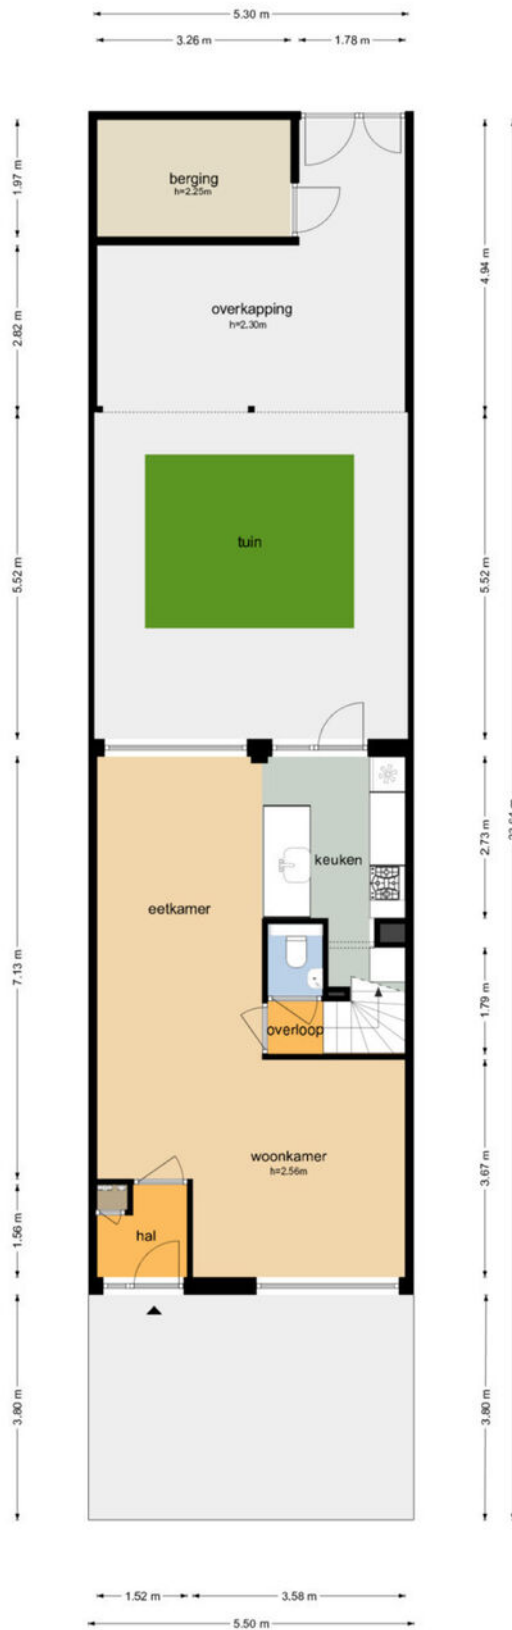 5.30 m
3.26 m
1.78 m
1.97 m
berging
h=2.25m
4.94 m
2.82 m
overkapping
h=2.30m
5.52 m
tuin
5.52 m
2.73 m
keuken
eetkamer
7.13 m
1.79 m
overloop
woonkamer
h=2.56m
3.67 m
1.56 m
hal
3.80 m
3.80 m
1.52 m
3.58 m
5.50 m